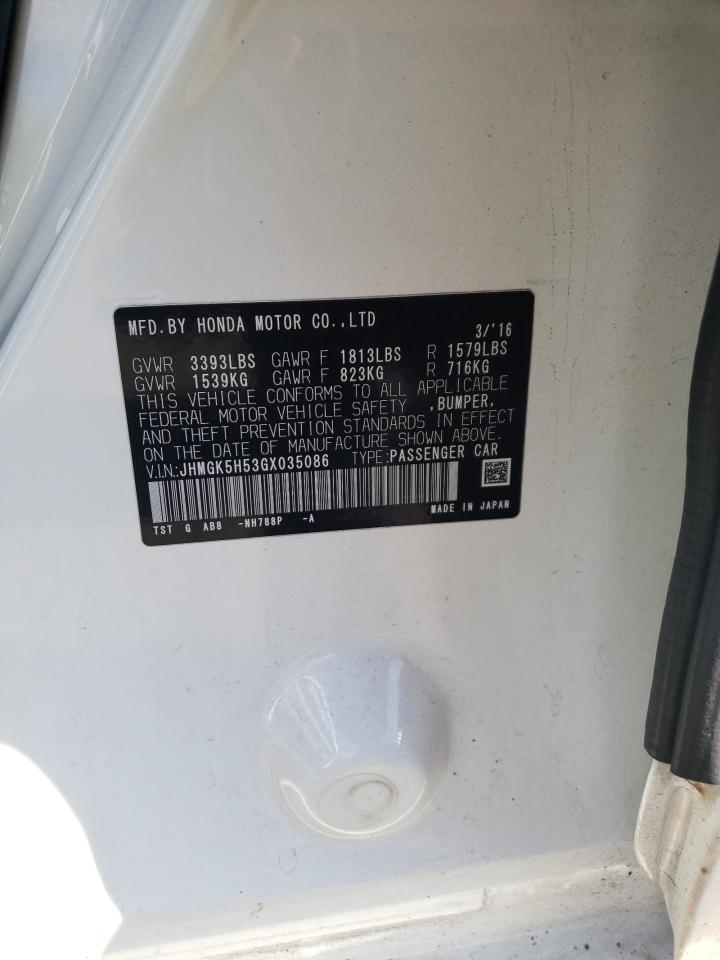 MFD.BY HONDA MOTOR CO.,LTD 3/'16
GVWR 3393LBS GAWR F 1813LBS R 1579LBS
GVWR 1539KG GAWR F 823KG R 716KG
THIS VEHICLE CONFORMS TO ALL APPLICABLE
FEDERAL MOTOR VEHICLE SAFETY ,BUMPER,
AND THEFT PREVENTION STANDARDS IN EFFECT
ON THE DATE OF MANUFACTURE SHOWN ABOVE.
V.I.N.:JHMGK5H53GX035086 TYPE:PASSENGER CAR
TST G AB8 -NH788P -A MADE IN JAPAN